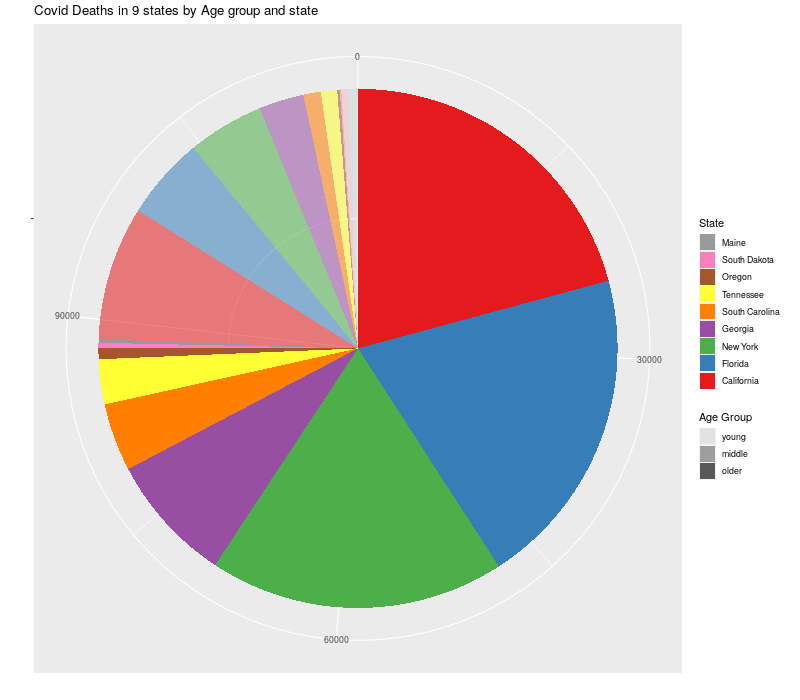 Covid Deaths in 9 states by Age group and state
0
30000
60000
90000
-
State
Maine
South Dakota
Oregon
Tennessee
South Carolina
Georgia
New York
Florida
California
Age Group
young
middle
older